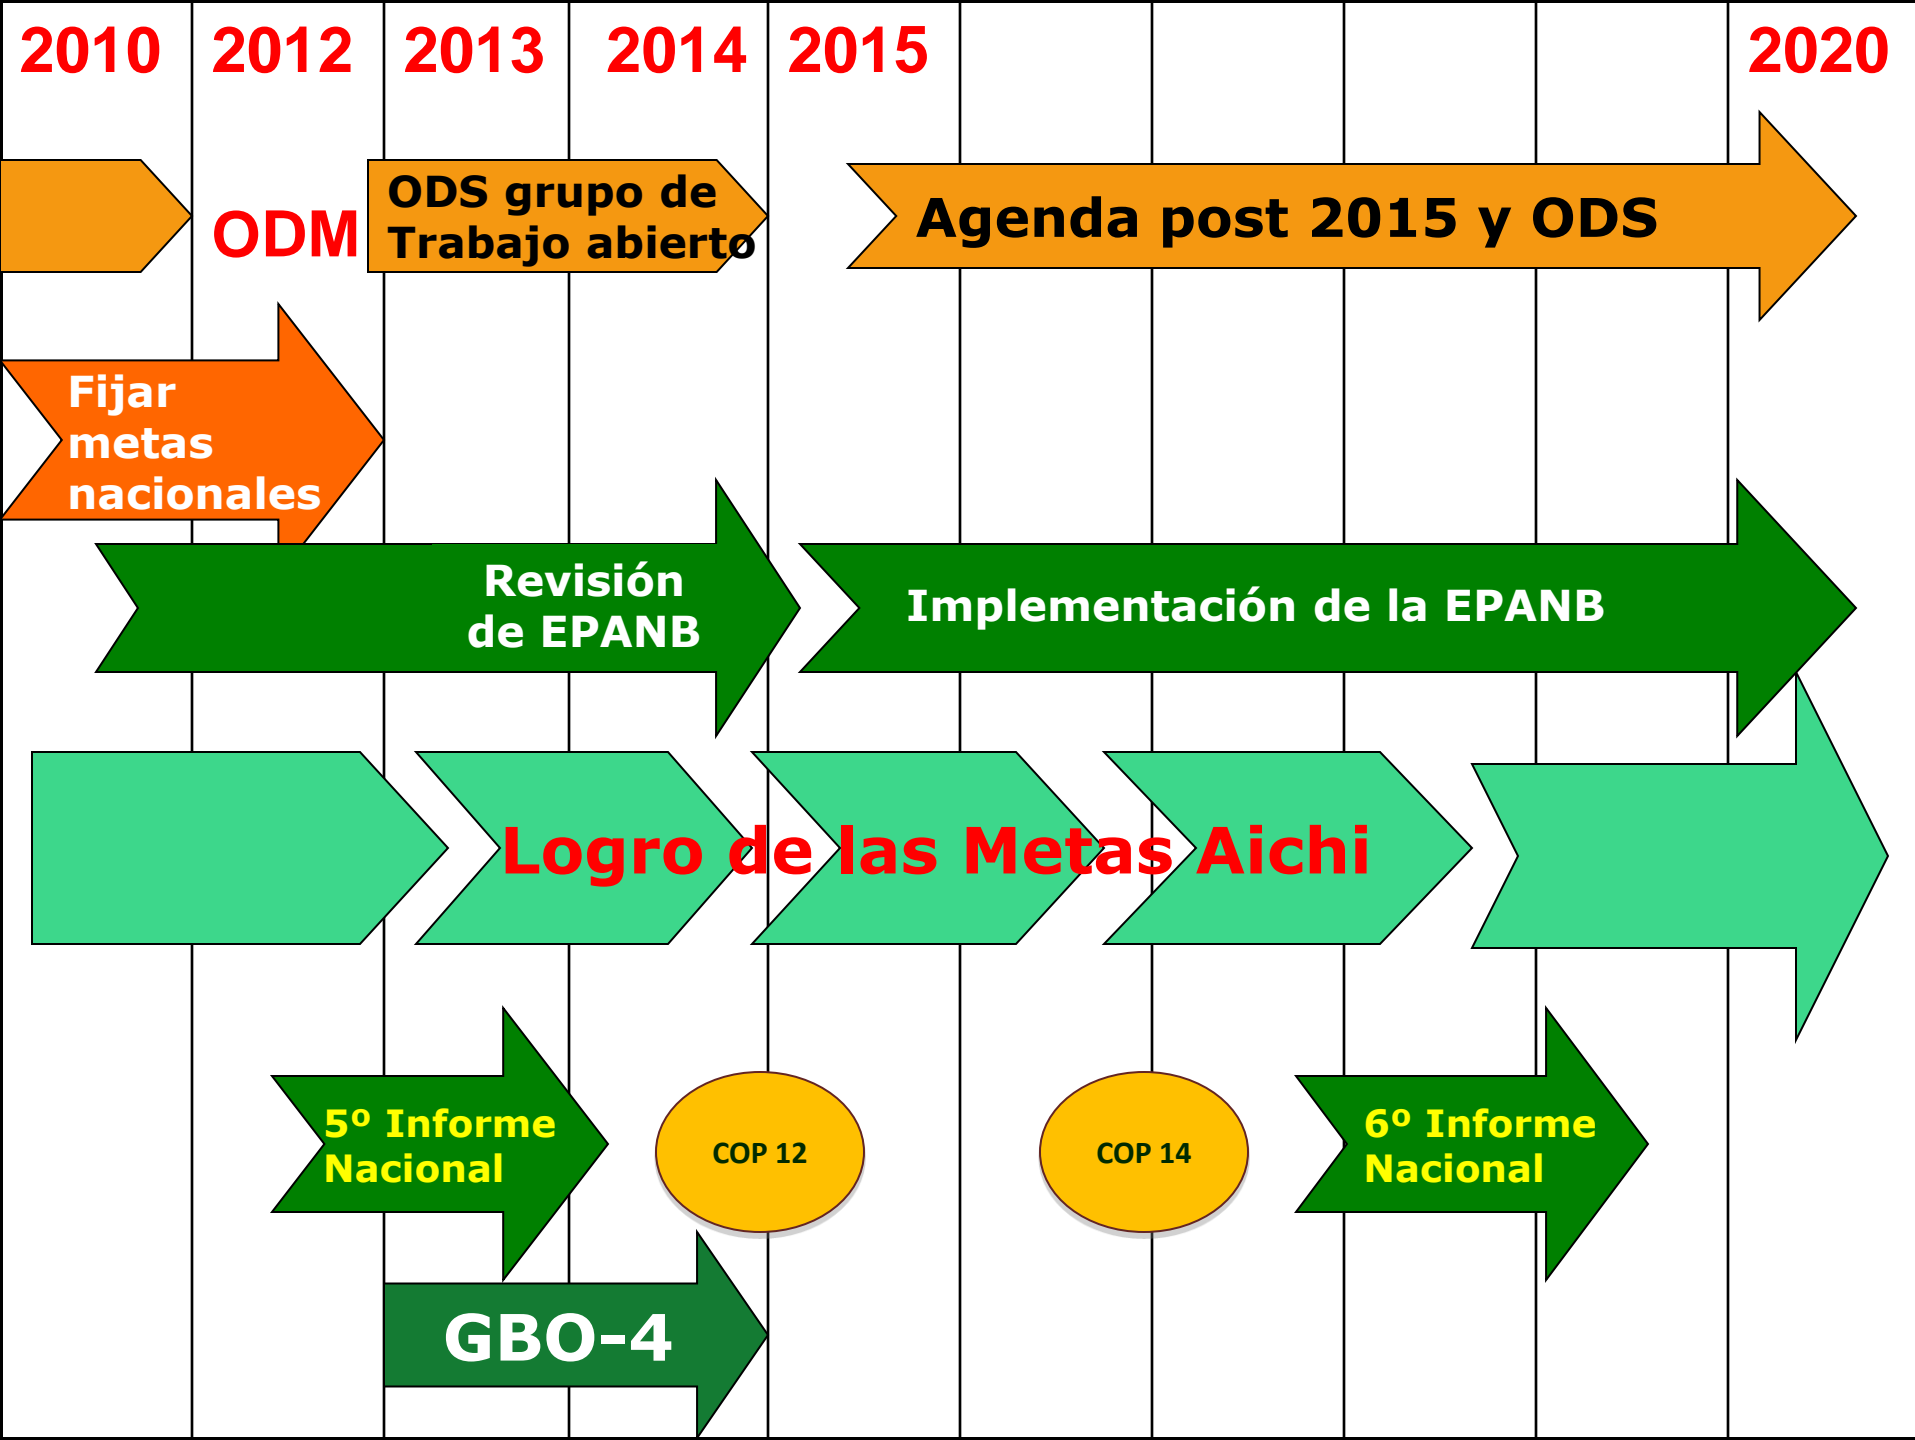 2010 2012 2013 2014 2015 2020
ODM
ODS grupo de
Trabajo abierto
Agenda post 2015 y ODS
Fijar
metas
nacionales
Revisión
de EPANB
Implementación de la EPANB
Logro de las Metas Aichi
5º Informe
Nacional
COP 12
COP 14
6º Informe
Nacional
GBO-4